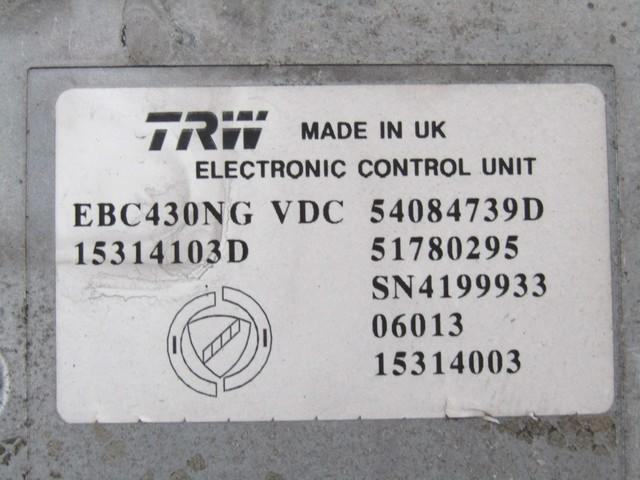 TRW MADE IN UK
ELECTRONIC CONTROL UNIT
EBC430NG VDC 54084739D
15314103D 51780295
SN4199933
06013
15314003